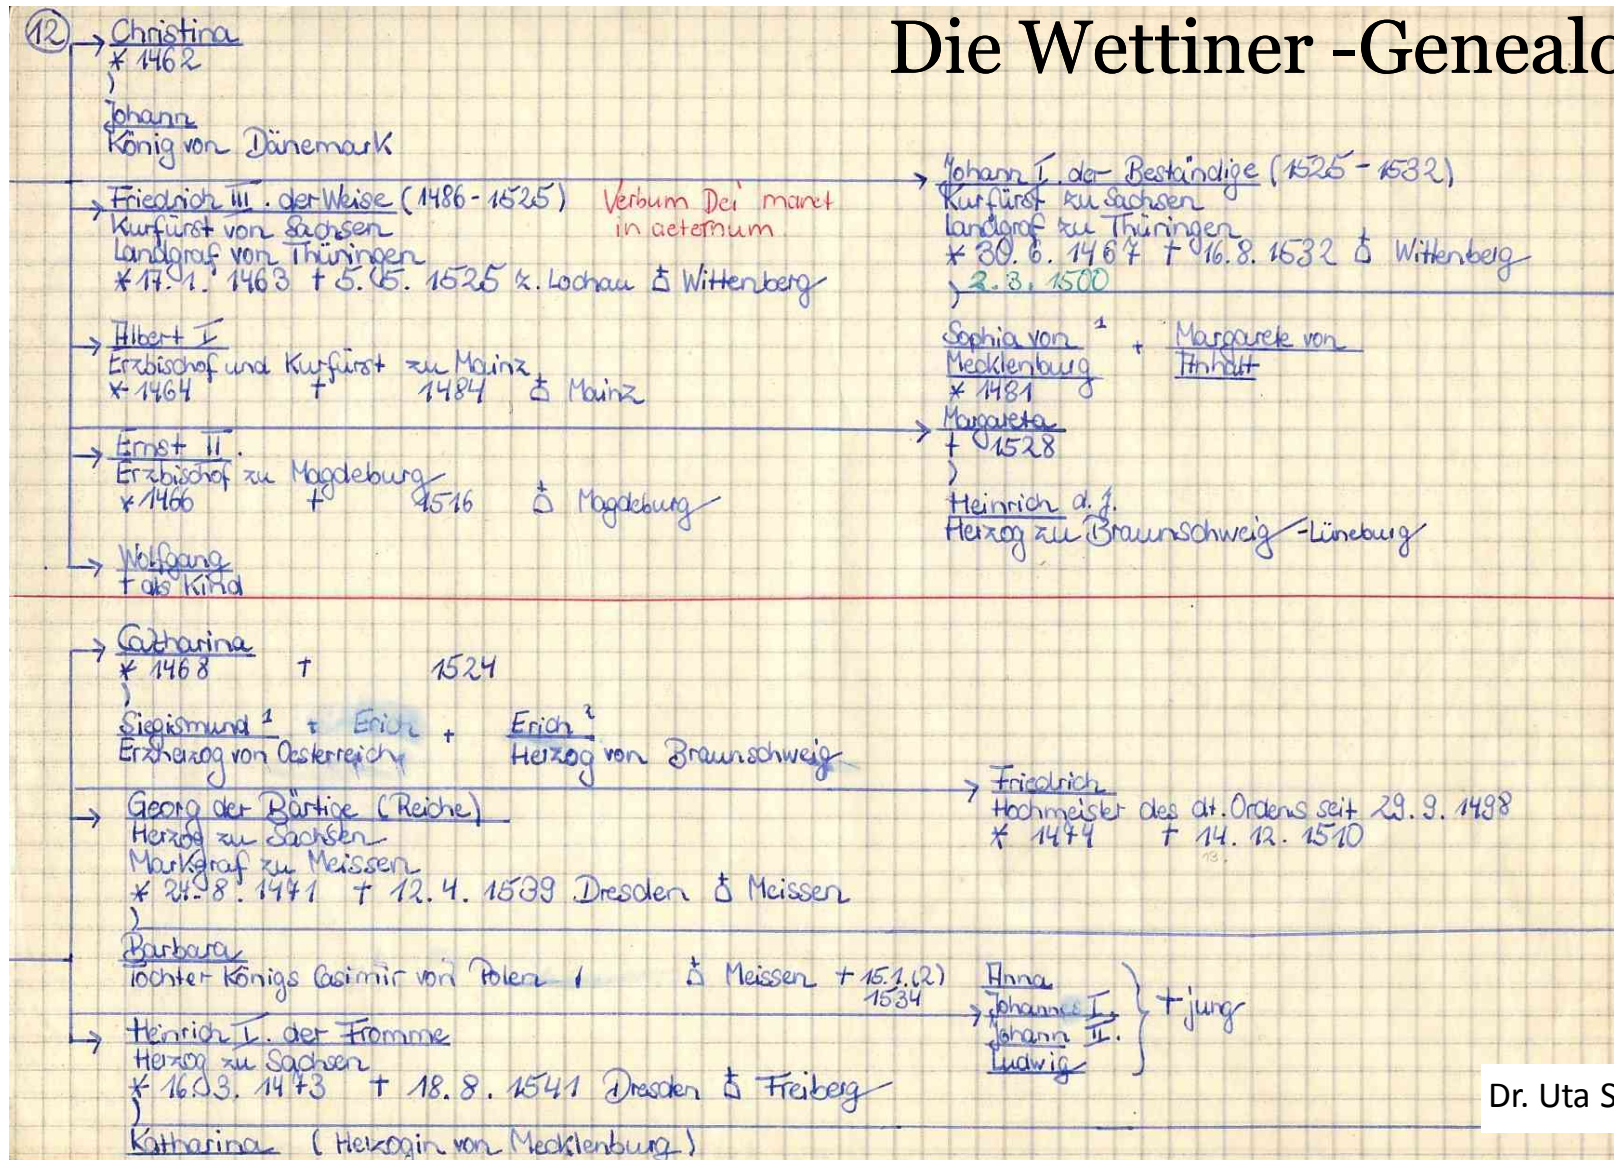 12
Die Wettiner -Genealo
Christina
* 1462
)
Johann
König von Dänemark
Friedrich III. der Weise (1486 - 1525)
Kurfürst von Sachsen
Landgraf von Thüringen
* 17. 1. 1463 † 5. 5. 1525 z. Lochau Wittenberg
Verbum Dei manet
in aeternum
Albert I
Erzbischof und Kurfürst zu Mainz
* 1464 † 1484 Mainz
Ernst II.
Erzbischof zu Magdeburg
* 1466 † 1516 Magdeburg
Wolfgang
† als Kind
Johann I. der Beständige (1525 - 1532)
Kurfürst zu Sachsen
Landgraf zu Thüringen
* 30. 6. 1467 † 16. 8. 1532 Wittenberg
) 2. 3. 1500
Sophia von 1 + Margarete von
Mecklenburg Anhalt
* 1481
Margareta
† 1528
)
Heinrich d. J.
Herzog zu Braunschweig-Lüneburg
Catharina
* 1468 † 1524
)
Siegismund 1 + Erich + Erich 2
Erzherzog von Oesterreich Herzog von Braunschweig
Georg der Bärtige (Reiche)
Herzog zu Sachsen
Markgraf zu Meissen
* 27. 8. 1471 † 12. 4. 1539 Dresden Meissen
)
Barbara
Tochter Königs Casimir von Polen Meissen † 15.1.(2)
1534
Heinrich I. der Fromme
Herzog zu Sachsen
* 16. 3. 1473 † 18. 8. 1541 Dresden Freiberg
)
Katharina (Herzogin von Mecklenburg)
Friedrich
Hochmeister des dt. Ordens seit 29. 9. 1498
* 1474 † 14. 12. 1510
13.
Anna
Johannes I.
Johann II.
Ludwig
† jung
Dr. Uta S